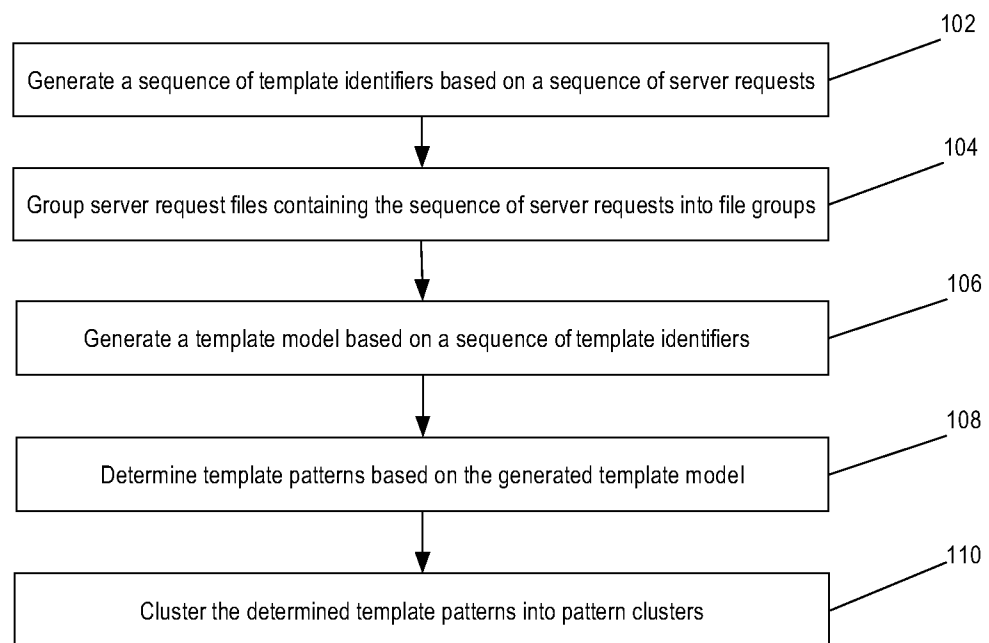 102
Generate a sequence of template identifiers based on a sequence of server requests
104
Group server request files containing the sequence of server requests into file groups
106
Generate a template model based on a sequence of template identifiers
108
Determine template patterns based on the generated template model
110
Cluster the determined template patterns into pattern clusters